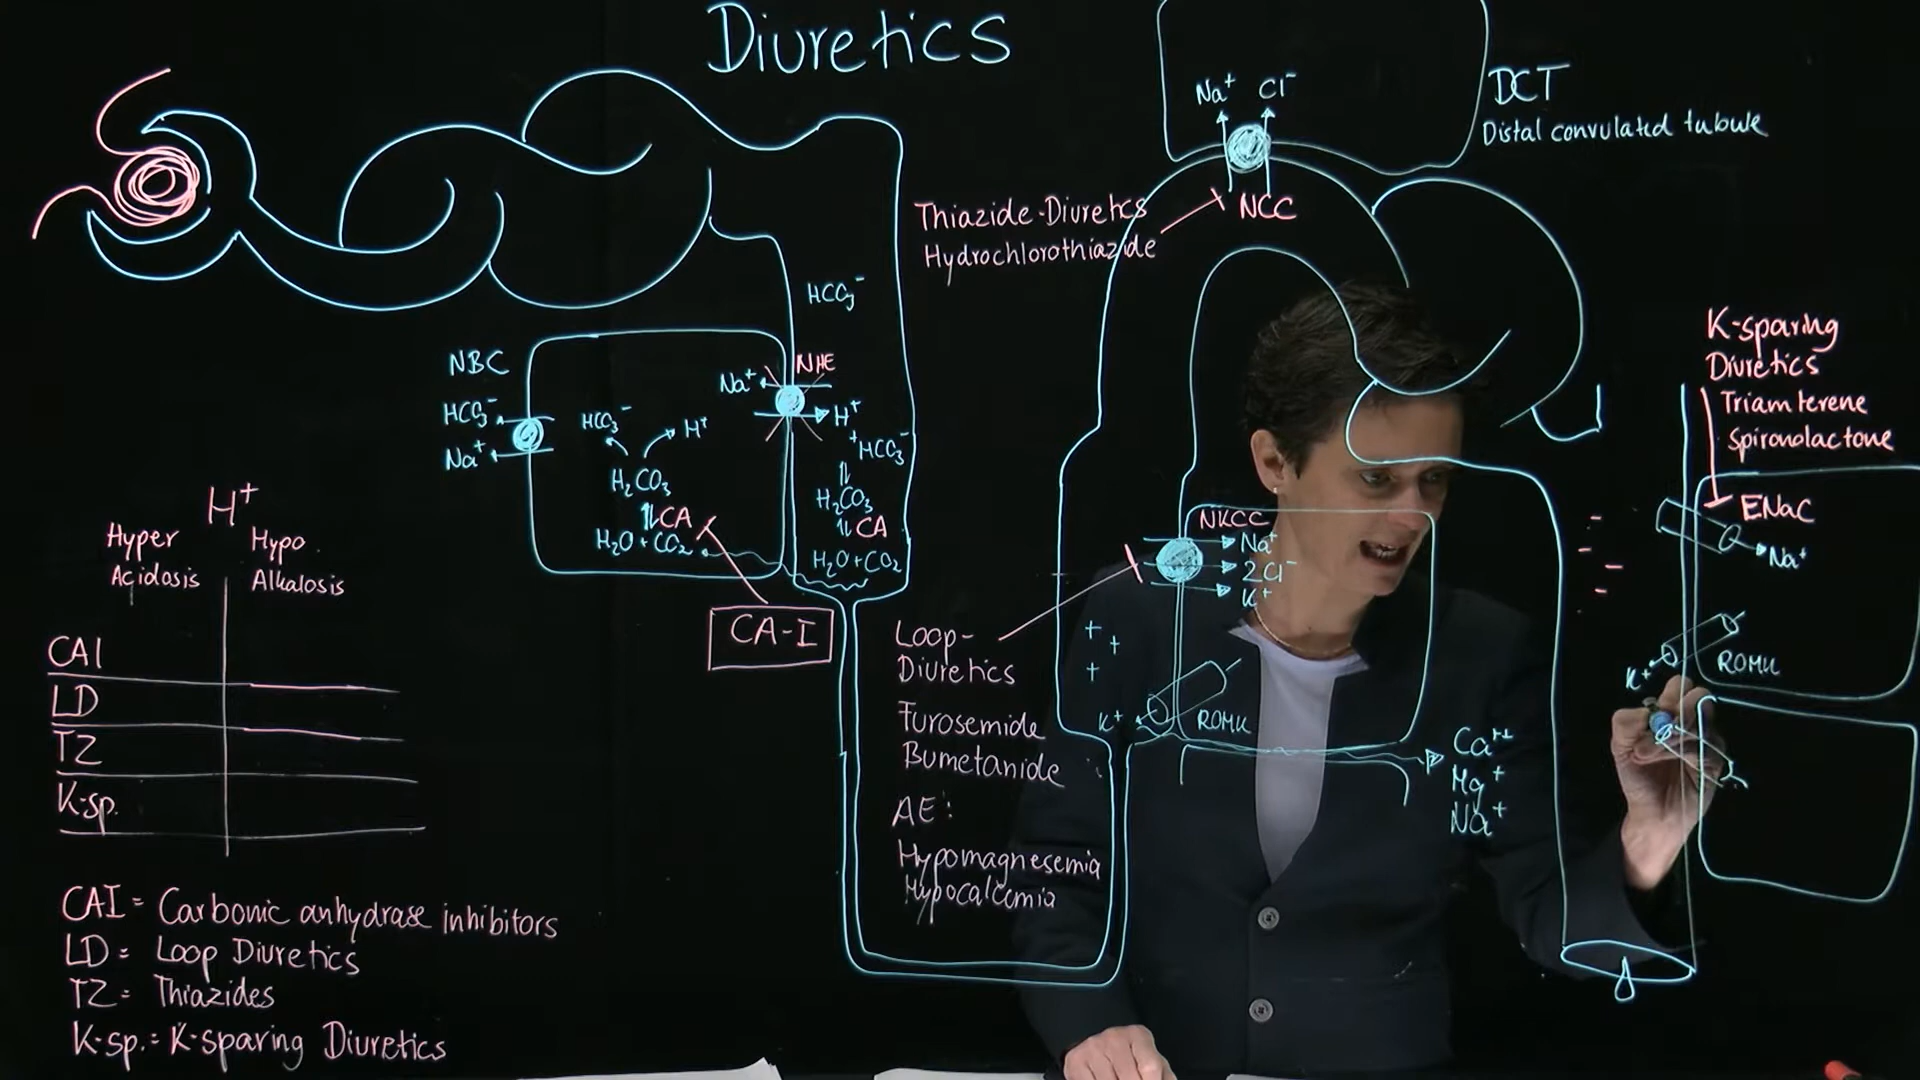 Diuretics
Na⁺ Cl⁻
DCT
Distal convulated tubule
Thiazide-Diuretics
Hydrochlorothiazide
NCC
HCO₃⁻
NBC
HCO₃⁻
Na⁺
NHE
Na⁺
H⁺
HCO₃⁻
H⁺
H₂CO₃
⇅ CA
H₂O + CO₂
+HCO₃⁻
H₂CO₃
⇅ CA
H₂O + CO₂
CA-I
H⁺
Hyper
Acidosis
Hypo
Alkalosis
CAI
LD
TZ
K-sp.
CAI = Carbonic anhydrase inhibitors
LD = Loop Diuretics
TZ = Thiazides
K-sp. = K-sparing Diuretics
Loop-
Diuretics
Furosemide
Bumetanide
AE:
Hypomagnesemia
Hypocalcemia
NKCC
Na⁺
2Cl⁻
K⁺
+ + +
K⁺
ROMK
Ca⁺⁺
Mg⁺
Na⁺
K-sparing
Diuretics
Triamterene
Spironolactone
ENaC
Na⁺
- - - -
ROMK
K⁺